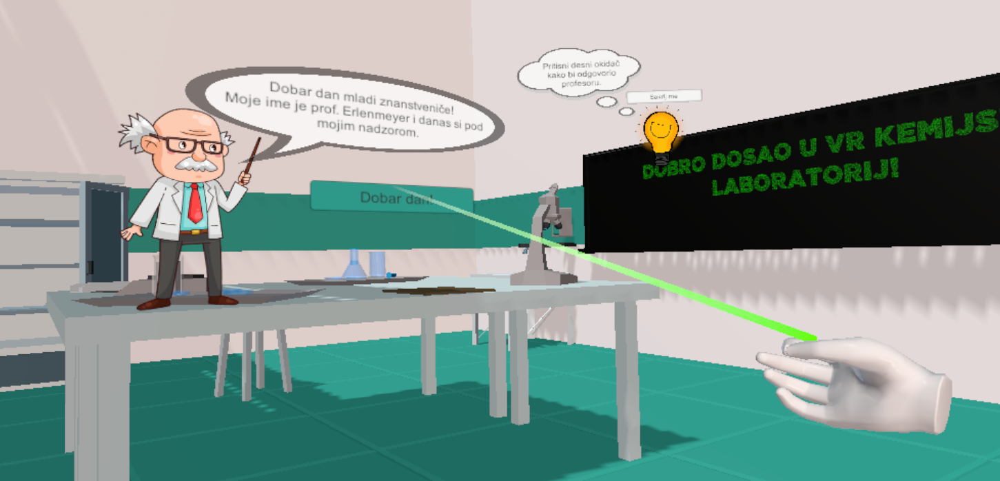 Dobar dan mladi znanstveniče!
Moje ime je prof. Erlenmeyer i danas si pod
mojim nadzorom.
Pritisni desni okidač
kako bi odgovorio
profesoru.
me
DOBRO DOSAO U VR KEMIJS
LABORATORIJ!
Dobar dan!